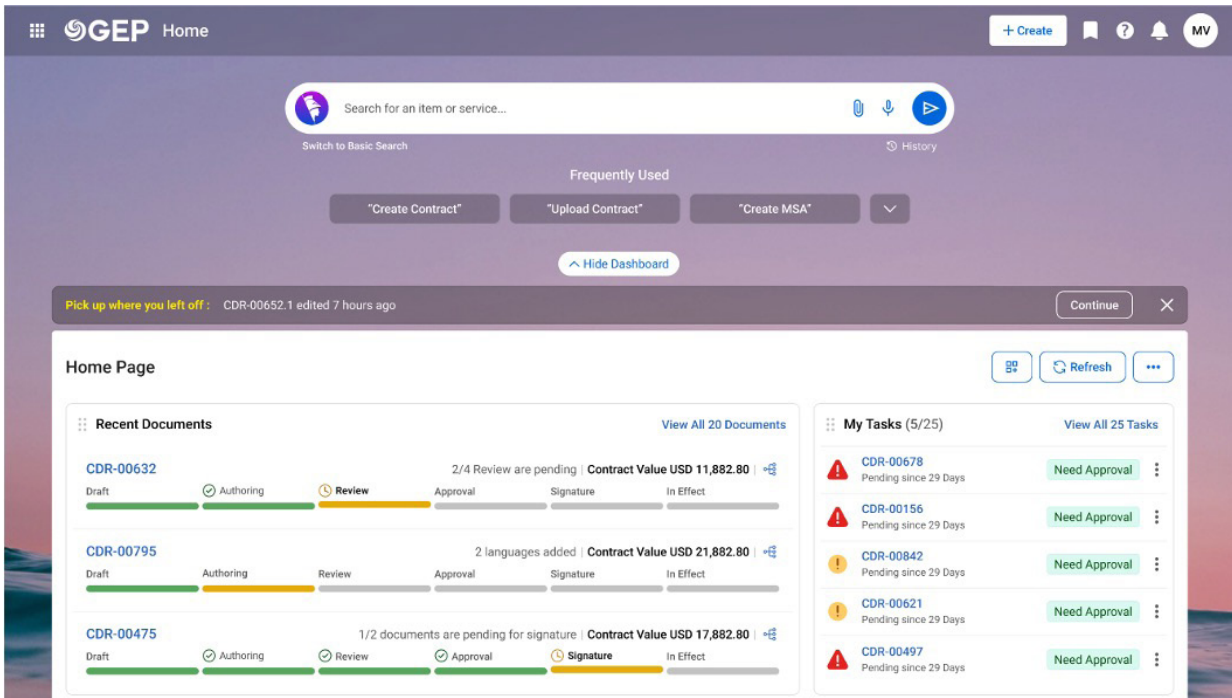 GEP Home
+ Create
MV
Search for an item or service...
Switch to Basic Search
History
Frequently Used
"Create Contract"
"Upload Contract"
"Create MSA"
Hide Dashboard
Pick up where you left off : CDR-00652.1 edited 7 hours ago
Continue
Home Page
Refresh
Recent Documents
View All 20 Documents
CDR-00632
2/4 Review are pending | Contract Value USD 11,882.80 |
Draft Authoring Review Approval Signature In Effect
CDR-00795
2 languages added | Contract Value USD 21,882.80 |
Draft Authoring Review Approval Signature In Effect
CDR-00475
1/2 documents are pending for signature | Contract Value USD 17,882.80 |
Draft Authoring Review Approval Signature In Effect
My Tasks (5/25)
View All 25 Tasks
CDR-00678
Pending since 29 Days
Need Approval
CDR-00156
Pending since 29 Days
Need Approval
CDR-00842
Pending since 29 Days
Need Approval
CDR-00621
Pending since 29 Days
Need Approval
CDR-00497
Pending since 29 Days
Need Approval